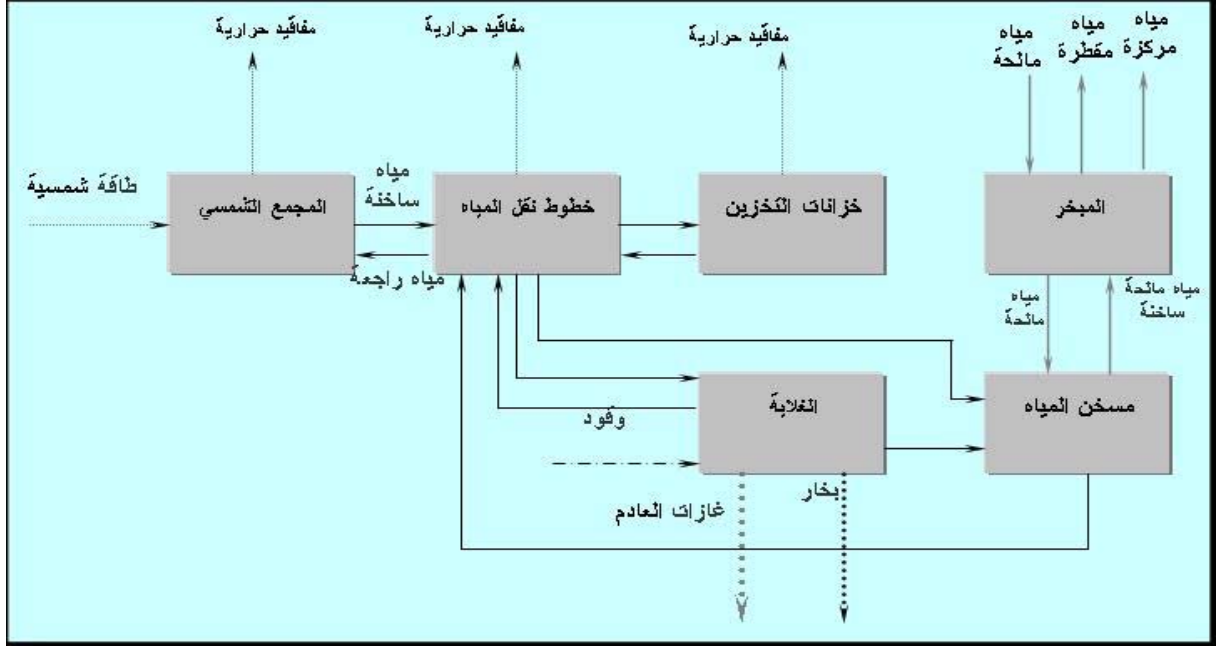 مفاقيد حرارية
مفاقيد حرارية
مفاقيد حرارية
مياه
مالحة
مياه
مقطرة
مياه
مركزة
طاقة شمسية
المجمع الشمسي
مياه
ساخنة
مياه راجعة
خطوط نقل المياه
خزانات التخزين
المبخر
مياه
مالحة
مياه مالحة
ساخنة
الغلاية
مسخن المياه
وقود
غازات العادم
بخار